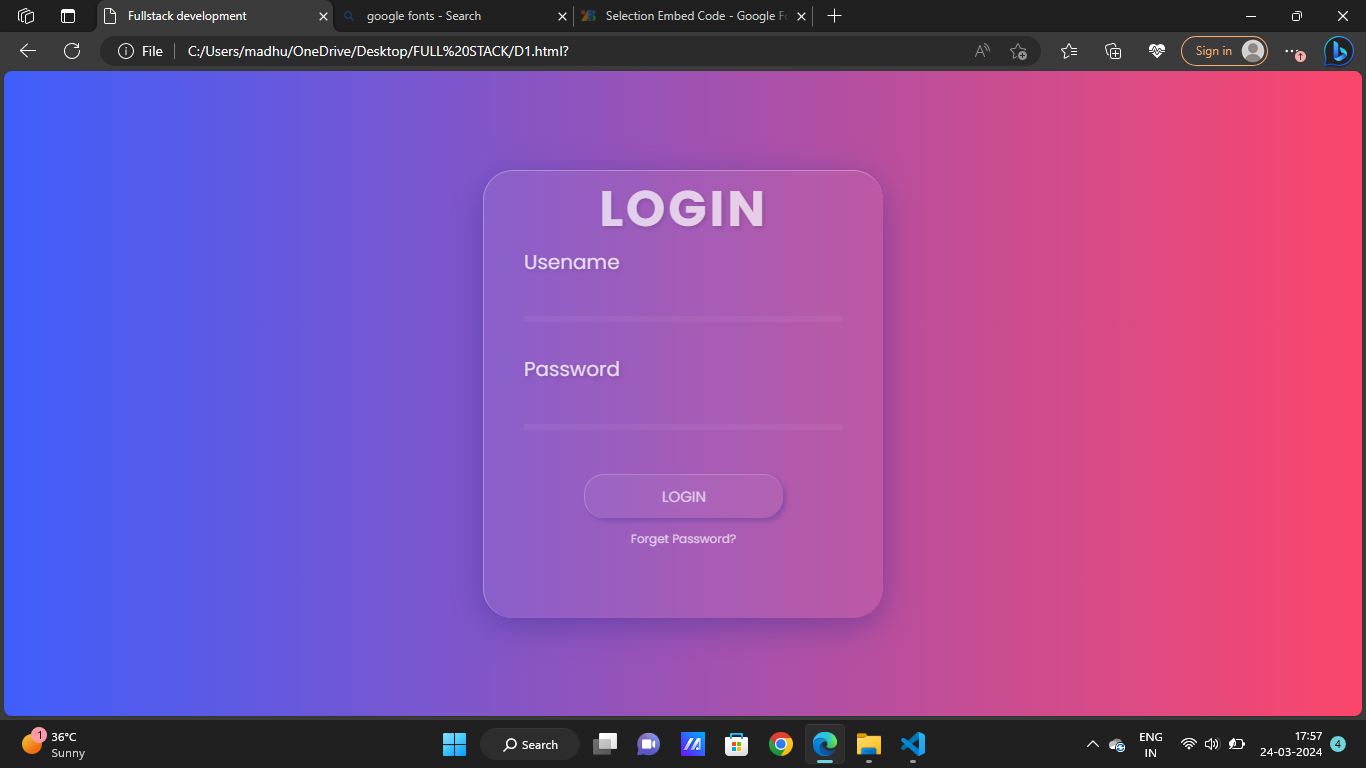 Fullstack development
google fonts - Search
Selection Embed Code - Google Fo
File
C:/Users/madhu/OneDrive/Desktop/FULL%20STACK/D1.html?
Sign in
1
LOGIN
Usename
Password
LOGIN
Forget Password?
1
36°C
Sunny
Search
ENG
IN
17:57
24-03-2024
4